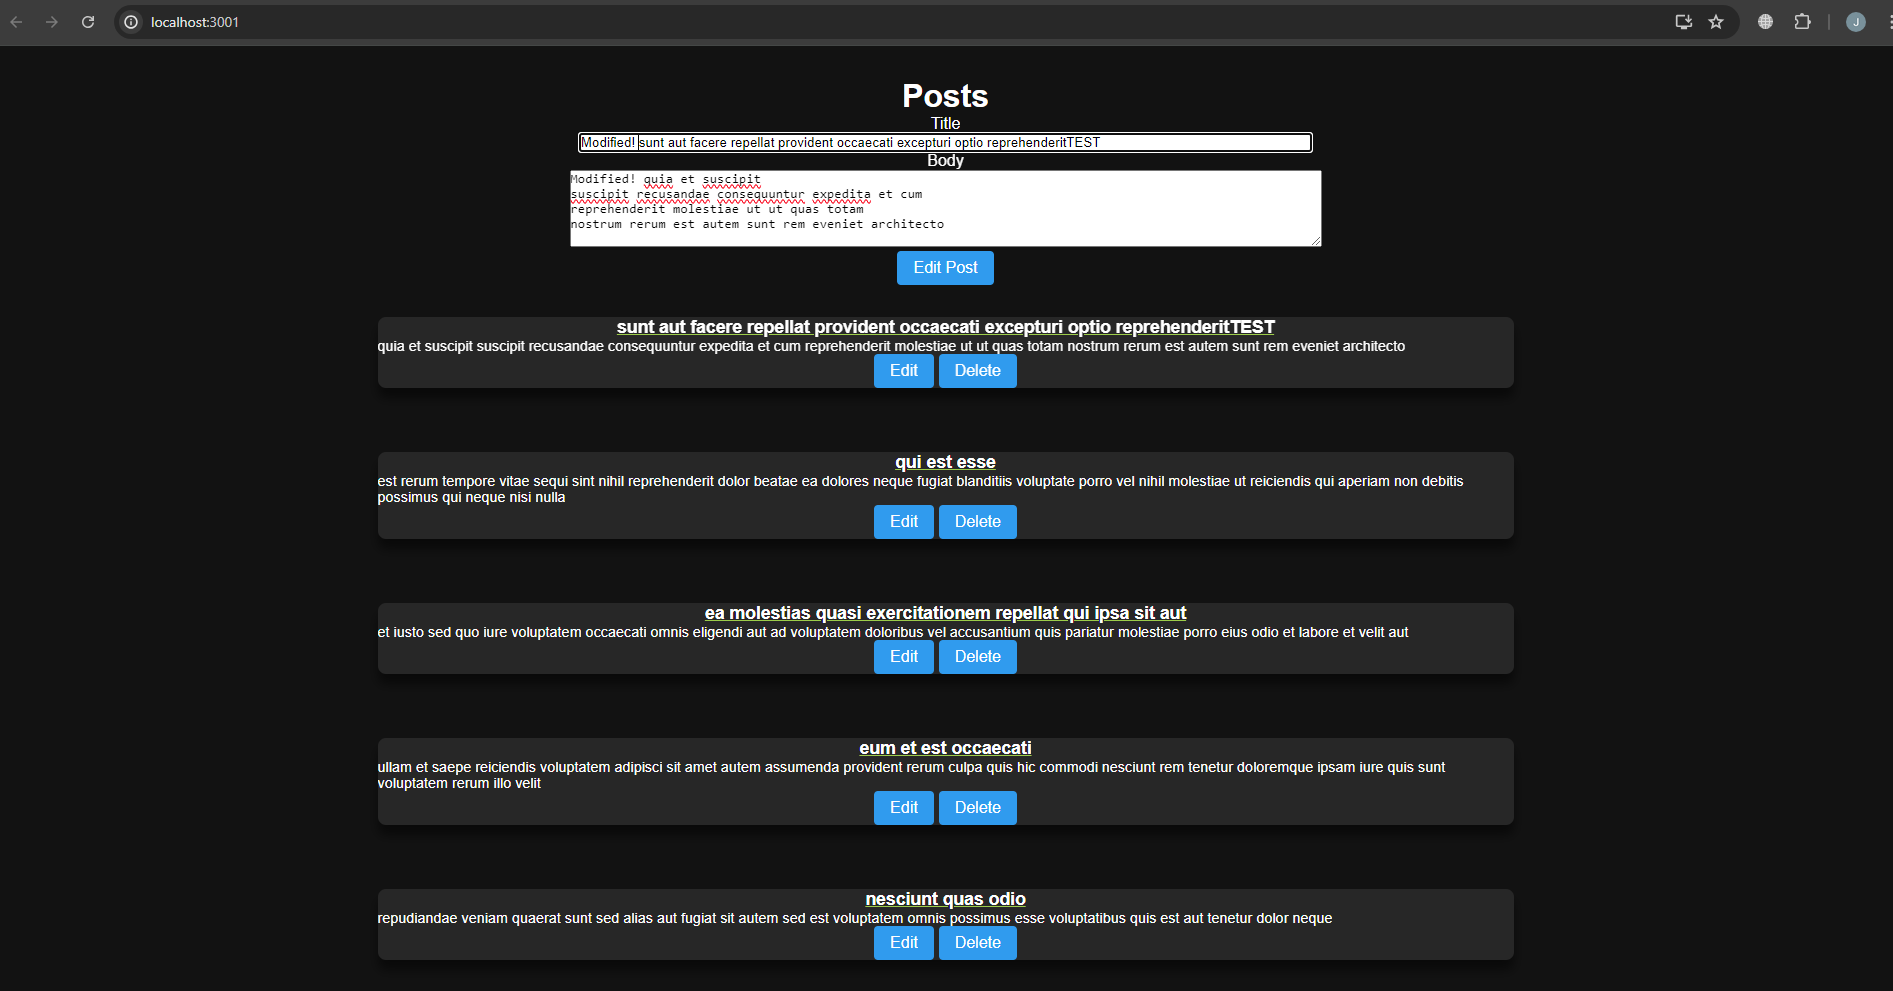 localhost:3001
J
Posts
Title
Modified! sunt aut facere repellat provident occaecati excepturi optio reprehenderitTEST
Body
Modified! quia et suscipit
suscipit recusandae consequuntur expedita et cum
reprehenderit molestiae ut ut quas totam
nostrum rerum est autem sunt rem eveniet architecto
Edit Post
sunt aut facere repellat provident occaecati excepturi optio reprehenderitTEST
quia et suscipit suscipit recusandae consequuntur expedita et cum reprehenderit molestiae ut ut quas totam nostrum rerum est autem sunt rem eveniet architecto
Edit Delete
qui est esse
est rerum tempore vitae sequi sint nihil reprehenderit dolor beatae ea dolores neque fugiat blanditiis voluptate porro vel nihil molestiae ut reiciendis qui aperiam non debitis
possimus qui neque nisi nulla
Edit Delete
ea molestias quasi exercitationem repellat qui ipsa sit aut
et iusto sed quo iure voluptatem occaecati omnis eligendi aut ad voluptatem doloribus vel accusantium quis pariatur molestiae porro eius odio et labore et velit aut
Edit Delete
eum et est occaecati
ullam et saepe reiciendis voluptatem adipisci sit amet autem assumenda provident rerum culpa quis hic commodi nesciunt rem tenetur doloremque ipsam iure quis sunt
voluptatem rerum illo velit
Edit Delete
nesciunt quas odio
repudiandae veniam quaerat sunt sed alias aut fugiat sit autem sed est voluptatem omnis possimus esse voluptatibus quis est aut tenetur dolor neque
Edit Delete